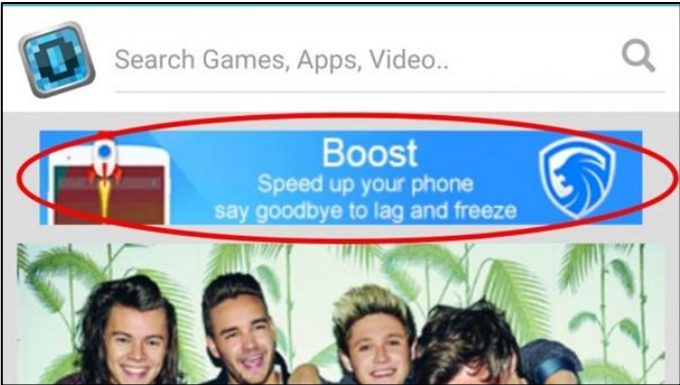 Search Games, Apps, Video..
Boost
Speed up your phone
say goodbye to lag and freeze